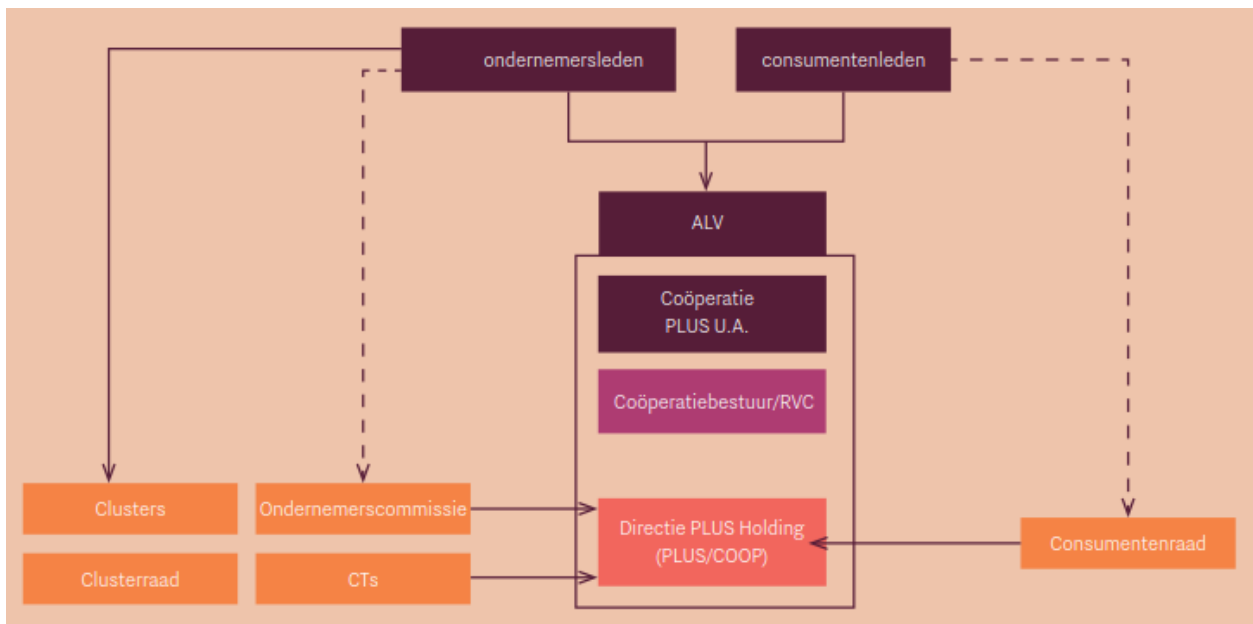 ondernemersleden
consumentenleden
ALV
Coöperatie
PLUS U.A.
Coöperatiebestuur/RVC
Clusters
Ondernemerscommissie
Directie PLUS Holding
(PLUS/COOP)
Consumentenraad
Clusterraad
CTs